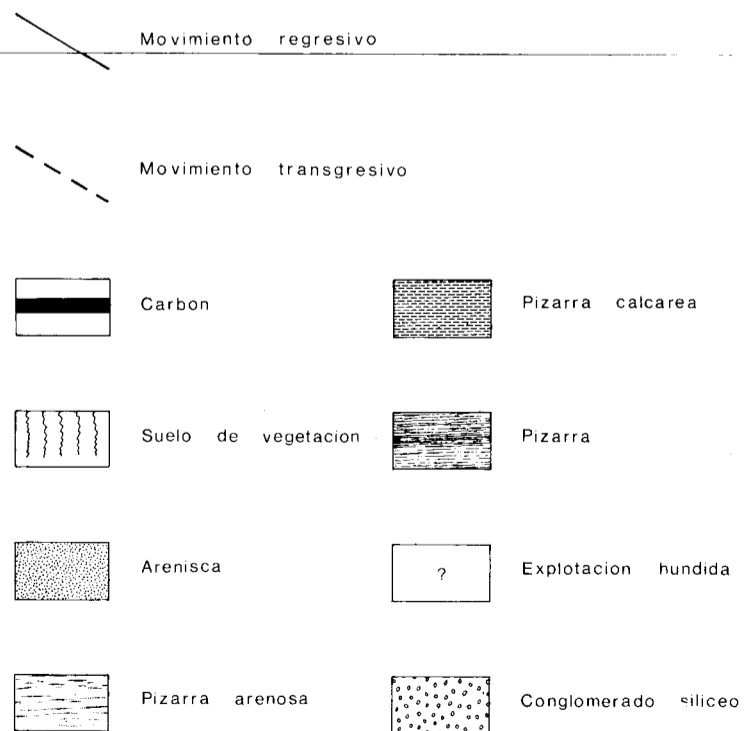 Movimiento regresivo
Movimiento transgresivo
Carbon
Pizarra calcarea
Suelo de vegetacion
Pizarra
Arenisca
?
Explotacion hundida
Pizarra arenosa
Conglomerado siliceo